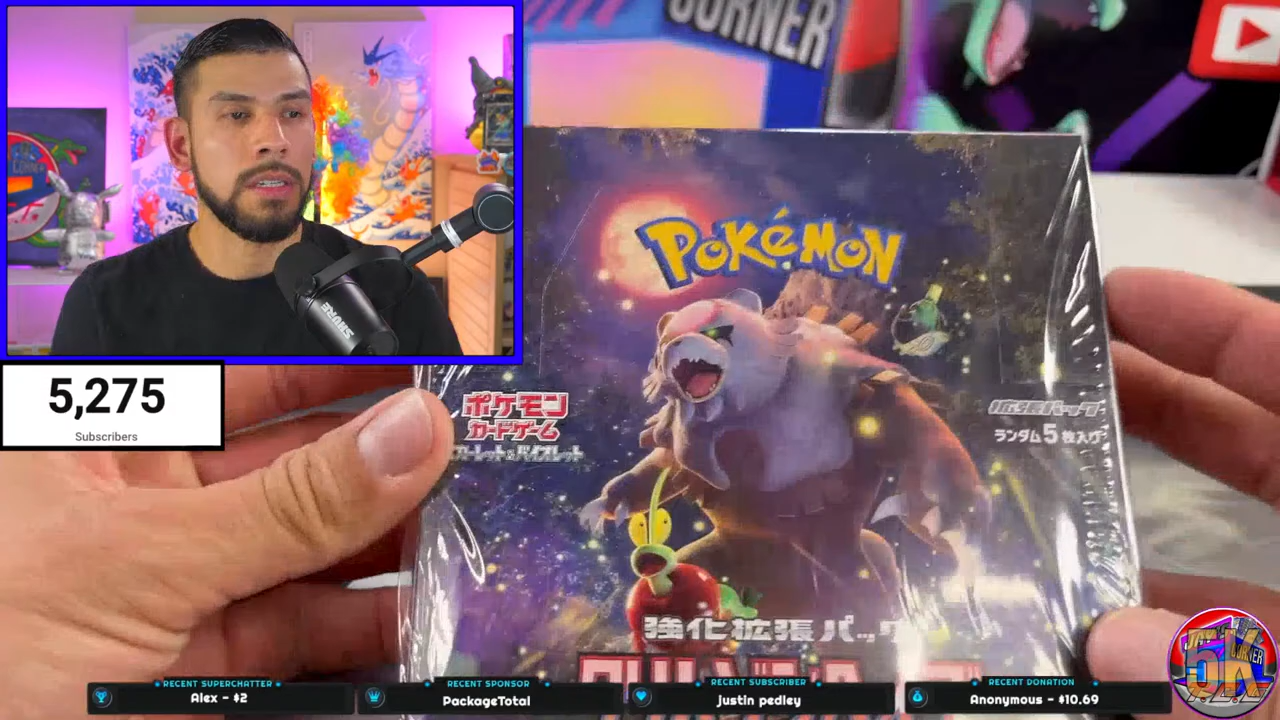 CORNER
POKéMON
SHURE
5,275
Subscribers
ポケモン
カードゲーム
拡張パック
ランダム5枚入り
強化拡張パック
RECENT SUPERCHATTER
Alex - $2
RECENT SPONSOR
PackageTotal
RECENT SUBSCRIBER
Justin pedley
RECENT DONATION
Anonymous - $10.69
5K
CORNER